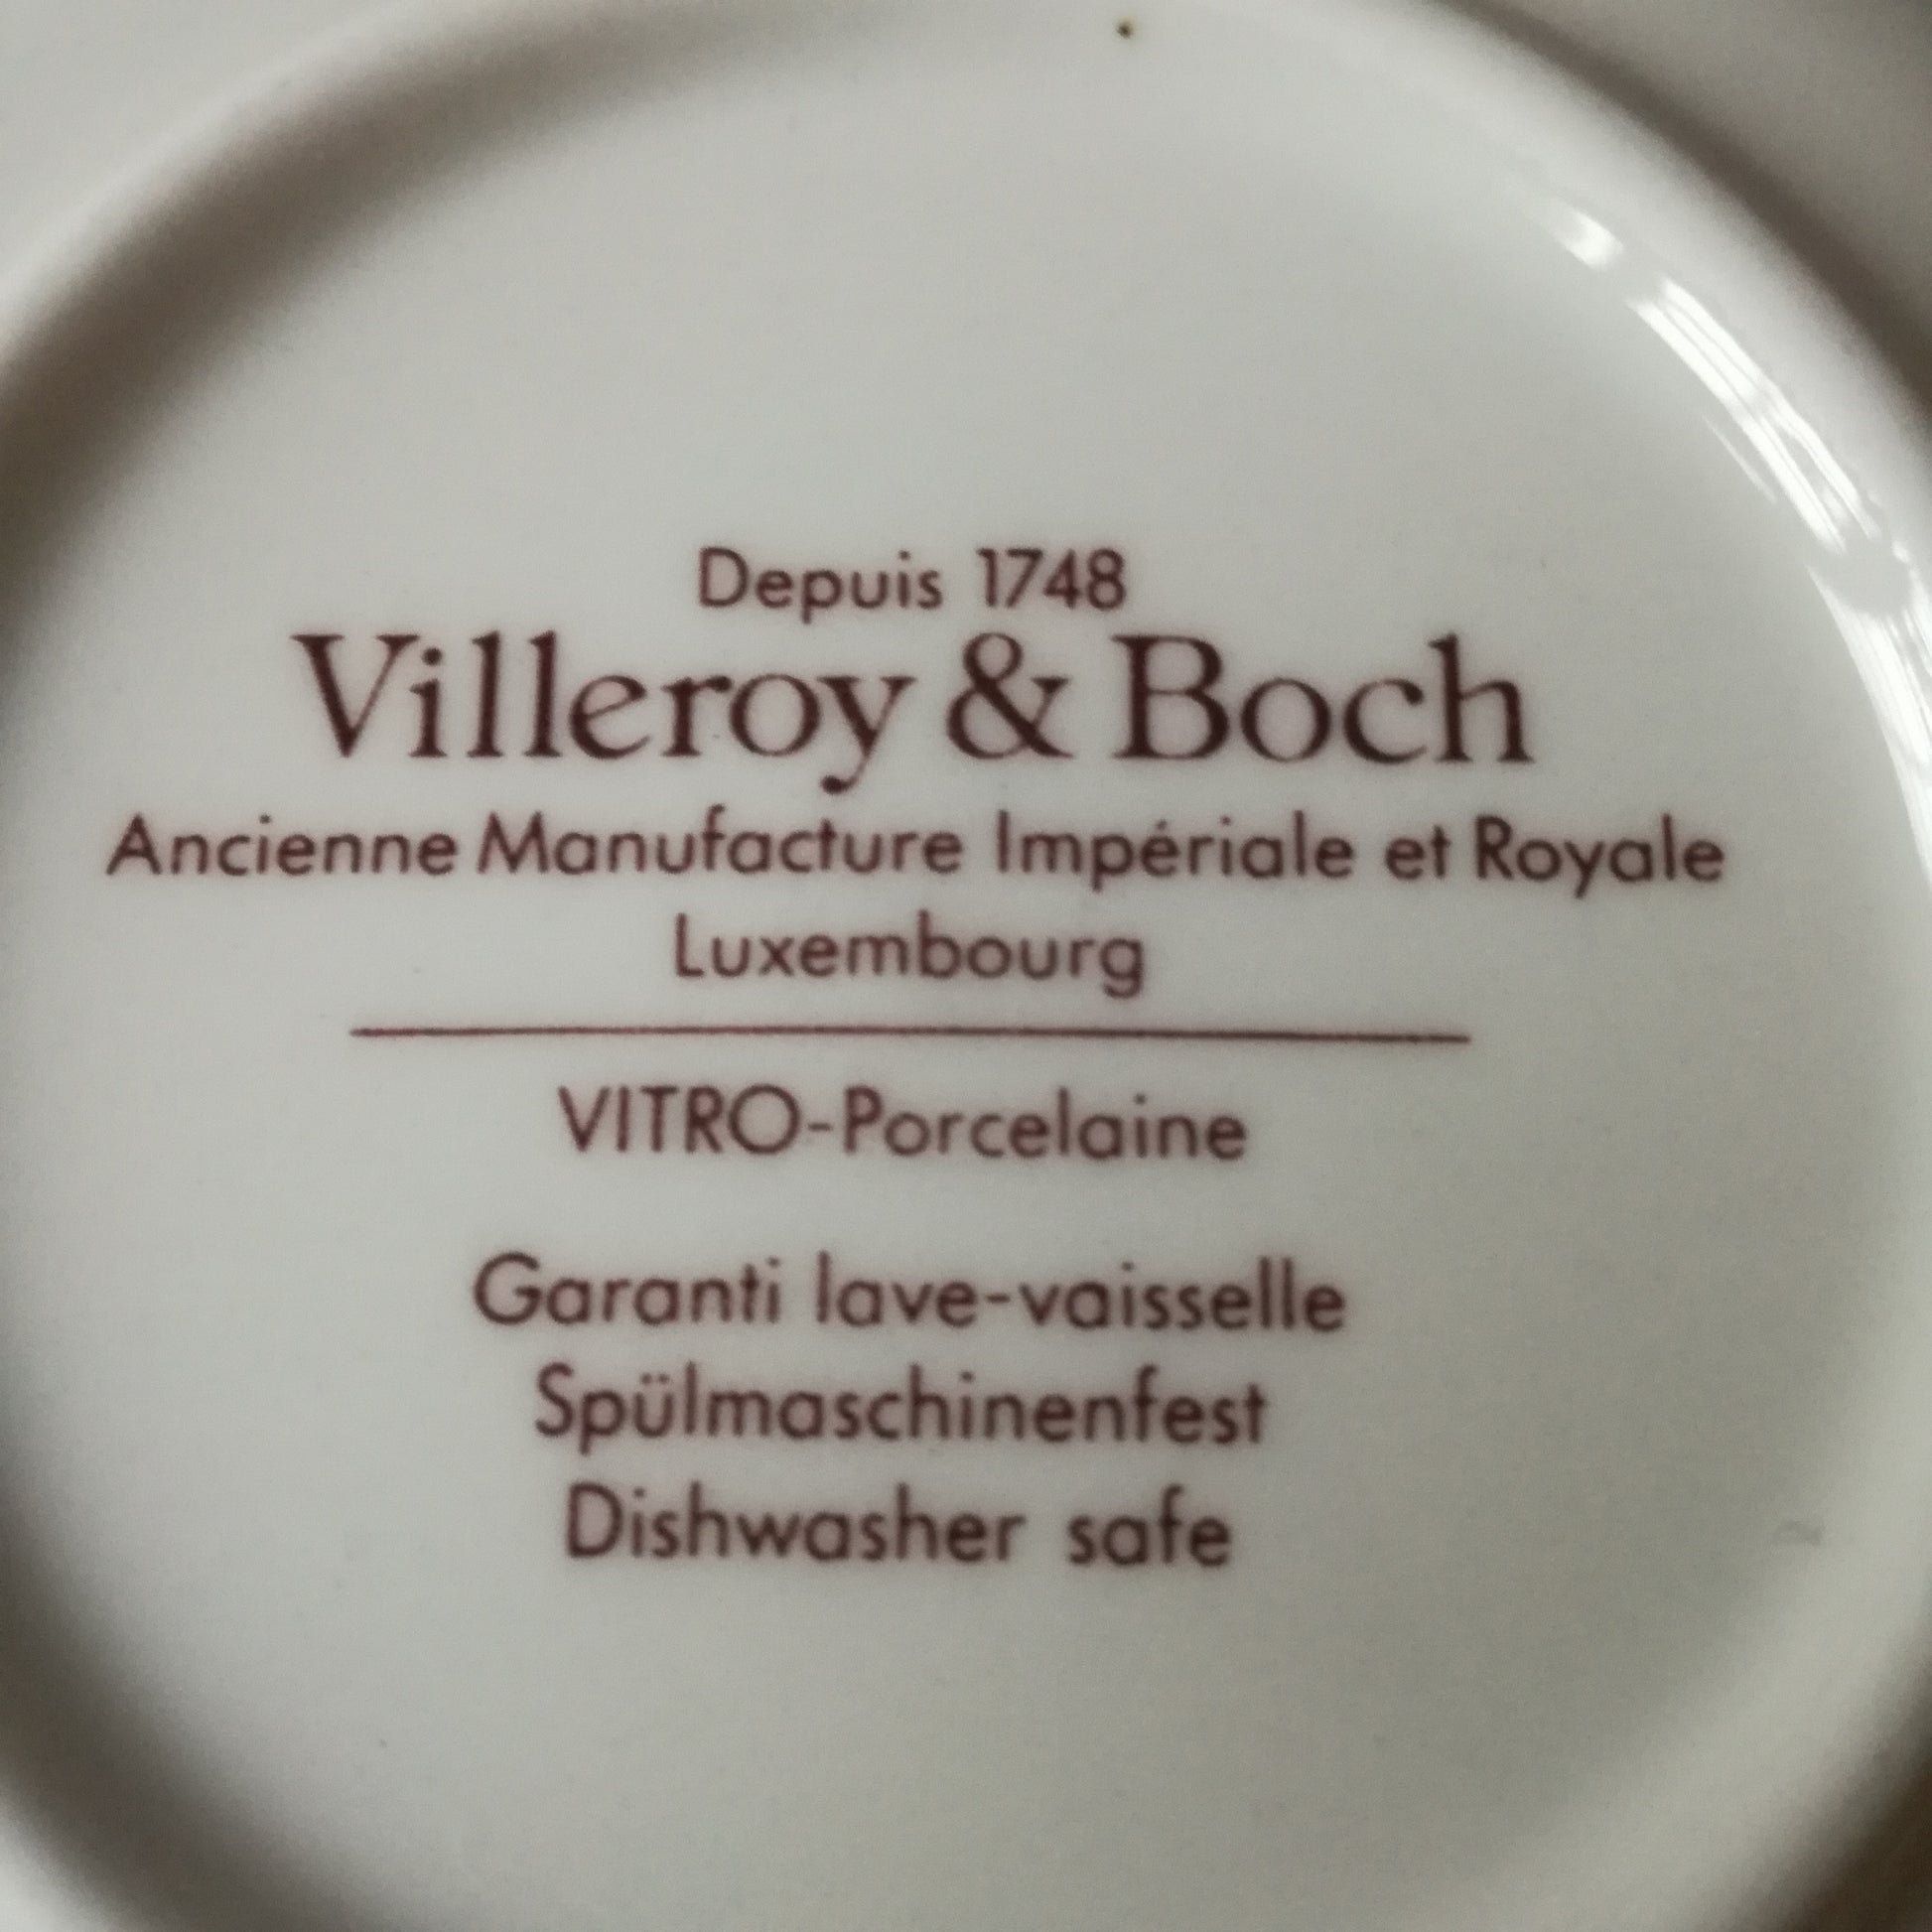 Depuis 1748
Villeroy & Boch
Ancienne Manufacture Impériale et Royale
Luxembourg
VITRO-Porcelaine
Garanti lave-vaisselle
Spülmaschinenfest
Dishwasher safe